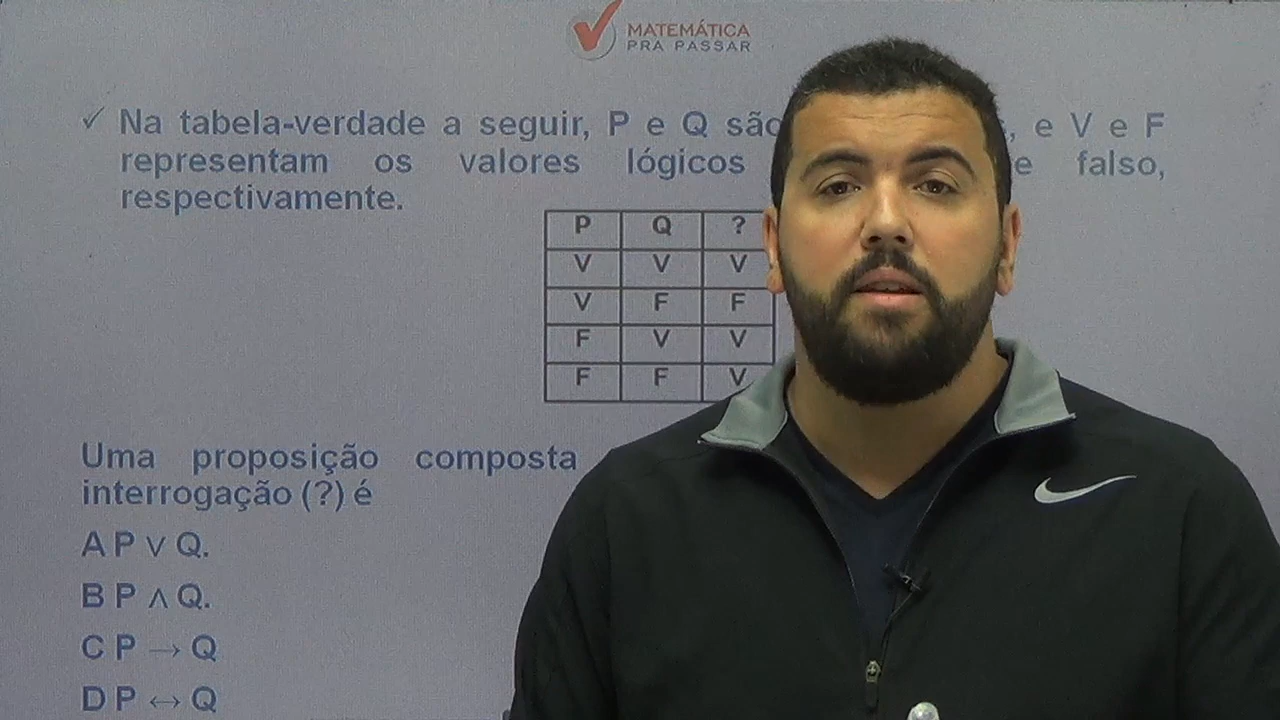 MATEMÁTICA
PRA PASSAR
✓ Na tabela-verdade a seguir, P e Q são , e V e F
representam os valores lógicos e falso,
respectivamente.
P Q ?
V V V
V F F
F V V
F F V
Uma proposição composta
interrogação (?) é
A P ∨ Q.
B P ∧ Q.
C P → Q
D P ↔ Q